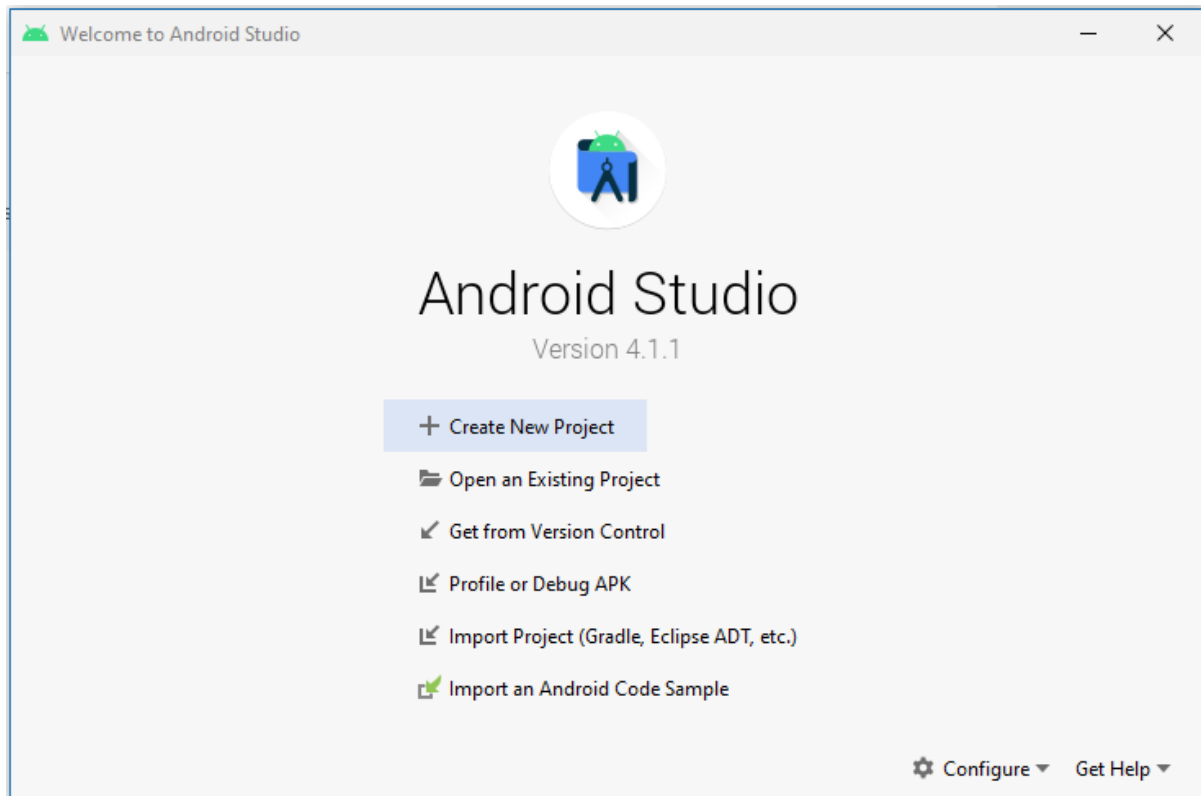 Welcome to Android Studio
Android Studio
Version 4.1.1
Create New Project
Open an Existing Project
Get from Version Control
Profile or Debug APK
Import Project (Gradle, Eclipse ADT, etc.)
Import an Android Code Sample
Configure Get Help